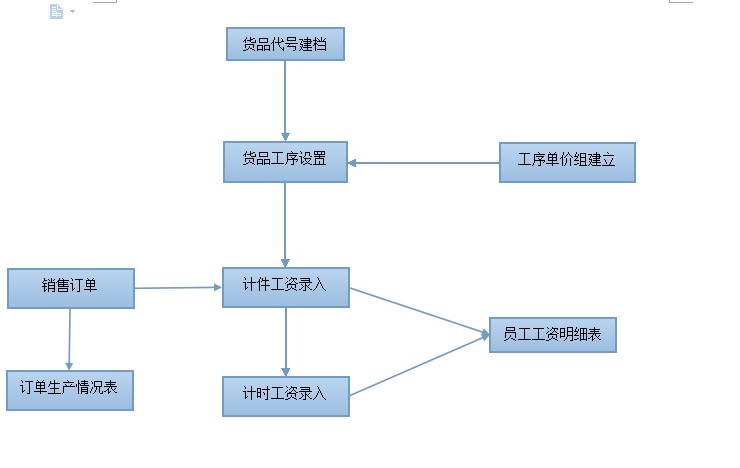 货品代号建档
货品工序设置
工序单价组建立
销售订单
计件工资录入
员工工资明细表
订单生产情况表
计时工资录入